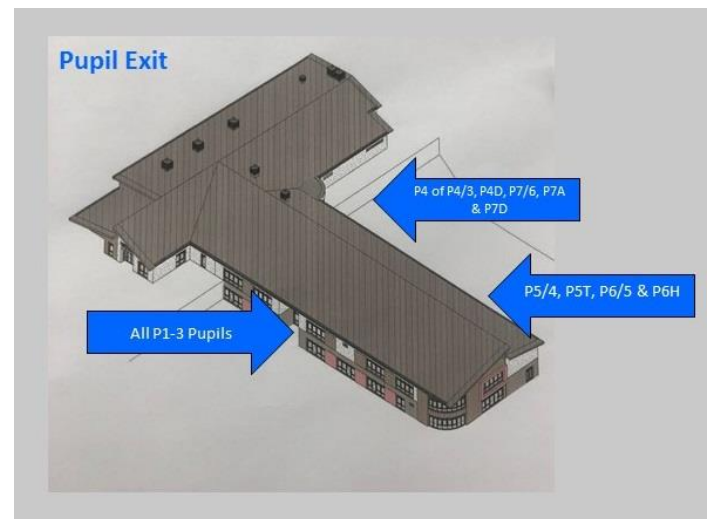 Pupil Exit
P4 of P4/3, P4D, P7/6, P7A
& P7D
P5/4, P5T, P6/5 & P6H
All P1-3 Pupils